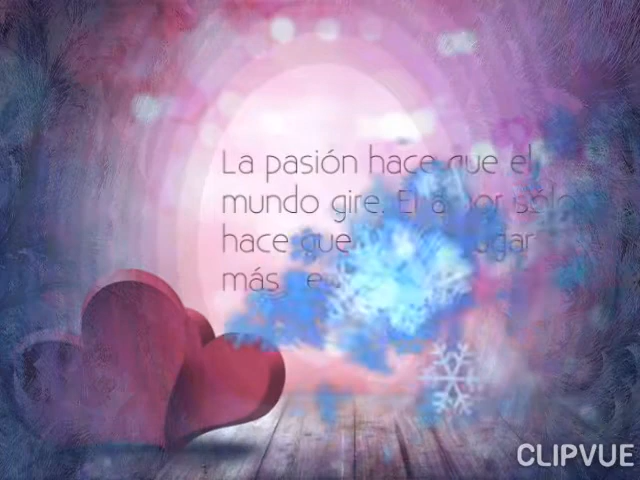 La pasión hace que el
mundo gire. El amor sólo
hace que lugar
más
CLIPVUE